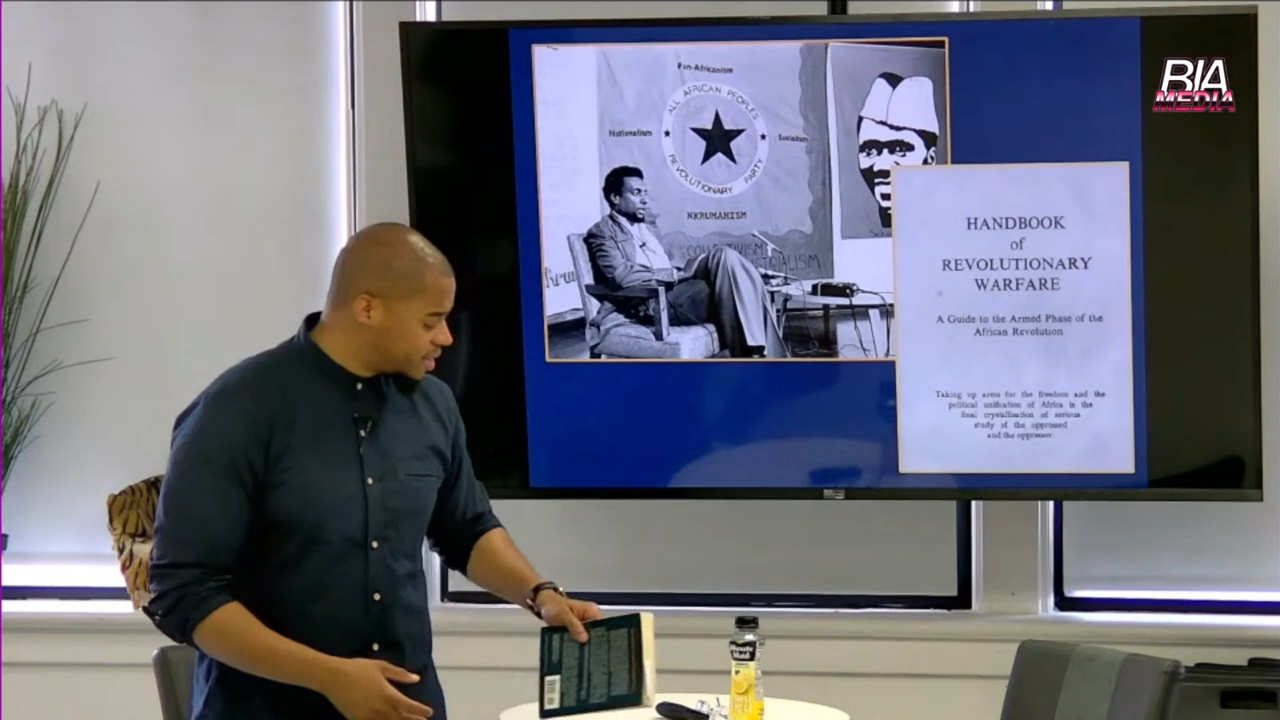 BIA
MEDIA
Pan-Africanism
ALL AFRICAN PEOPLES
REVOLUTIONARY PARTY
Nationalism
Socialism
NKRUMAHISM
HANDBOOK
of
REVOLUTIONARY
WARFARE
A Guide to the Armed Phase of the
African Revolution
Taking up arms for the freedom and the
political unification of Africa is the
final crystallisation of serious
study of the oppressed
and the oppressor.
Minute
Maid